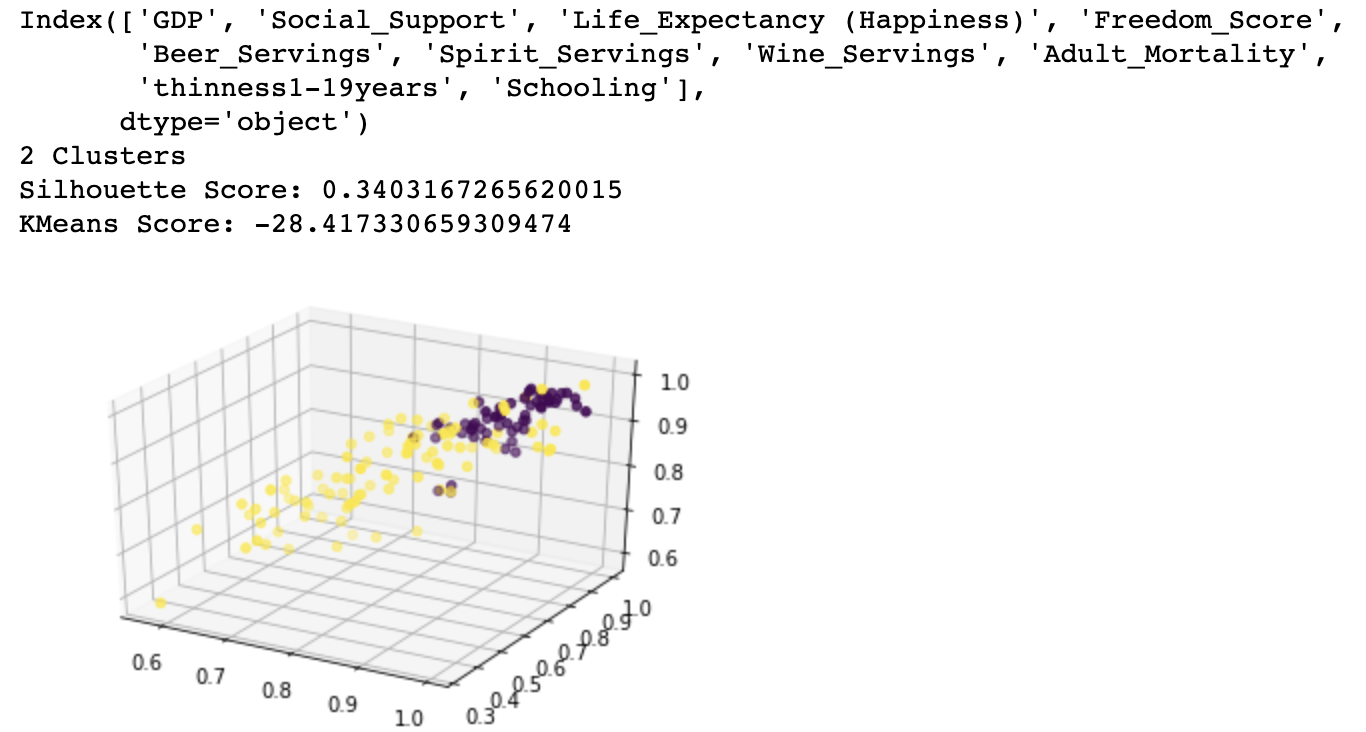 Index(['GDP', 'Social_Support', 'Life_Expectancy (Happiness)', 'Freedom_Score',
'Beer_Servings', 'Spirit_Servings', 'Wine_Servings', 'Adult_Mortality',
'thinness1-19years', 'Schooling'],
dtype='object')
2 Clusters
Silhouette Score: 0.3403167265620015
KMeans Score: -28.417330659309474
1.0
0.9
0.8
0.7
0.6
1.0
0.9
0.8
0.7
0.6
0.5
0.4
0.3
0.6
0.7
0.8
0.9
1.0